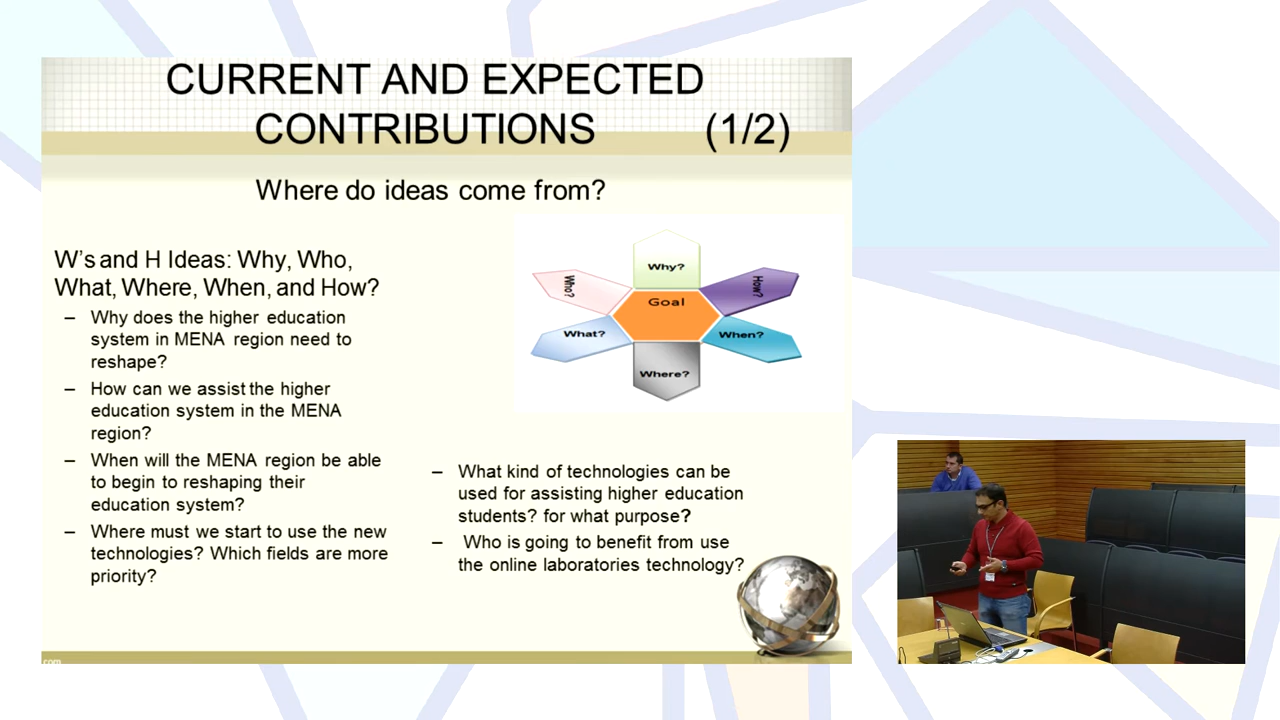 CURRENT AND EXPECTED
CONTRIBUTIONS (1/2)
Where do ideas come from?
W's and H Ideas: Why, Who,
What, Where, When, and How?
– Why does the higher education
system in MENA region need to
reshape?
– How can we assist the higher
education system in the MENA
region?
– When will the MENA region be able
to begin to reshaping their
education system?
– Where must we start to use the new
technologies? Which fields are more
priority?
Why?
Who?
How?
Goal
What?
When?
Where?
– What kind of technologies can be
used for assisting higher education
students? for what purpose?
– Who is going to benefit from use
the online laboratories technology?
.com